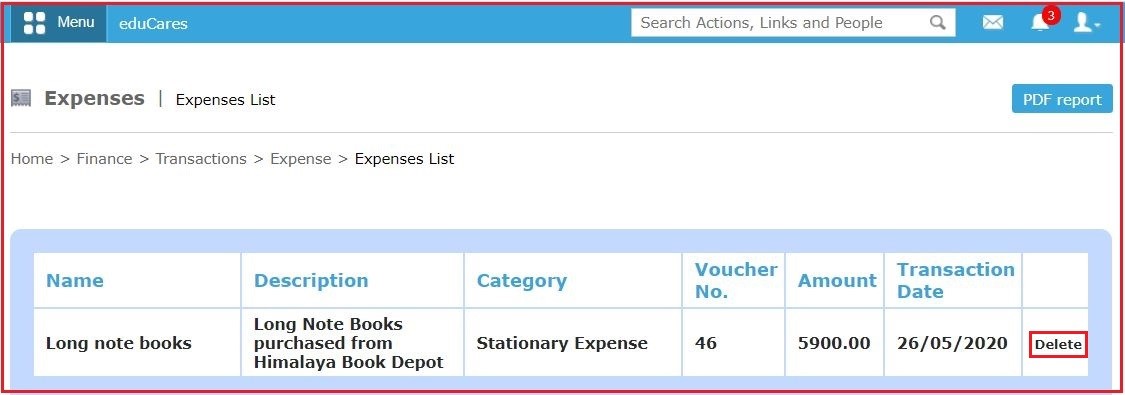 Menu eduCares Search Actions, Links and People 3
Expenses | Expenses List PDF report
Home > Finance > Transactions > Expense > Expenses List
Name Description Category Voucher No. Amount Transaction Date
Long note books Long Note Books purchased from Himalaya Book Depot Stationary Expense 46 5900.00 26/05/2020 Delete